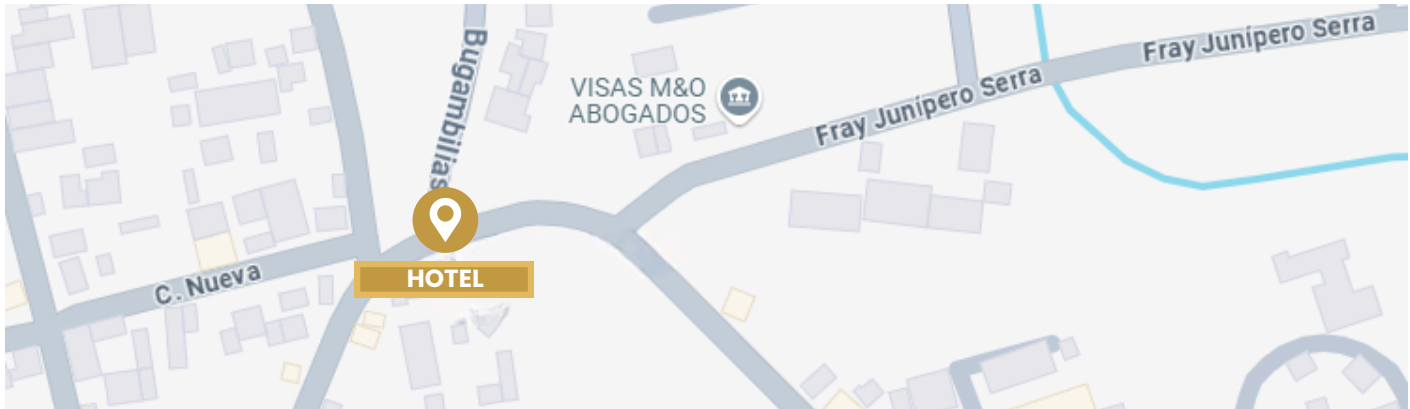 Bugambilias
VISAS M&O
ABOGADOS
Fray Junípero Serra
Fray Junípero Serra
C. Nueva
HOTEL